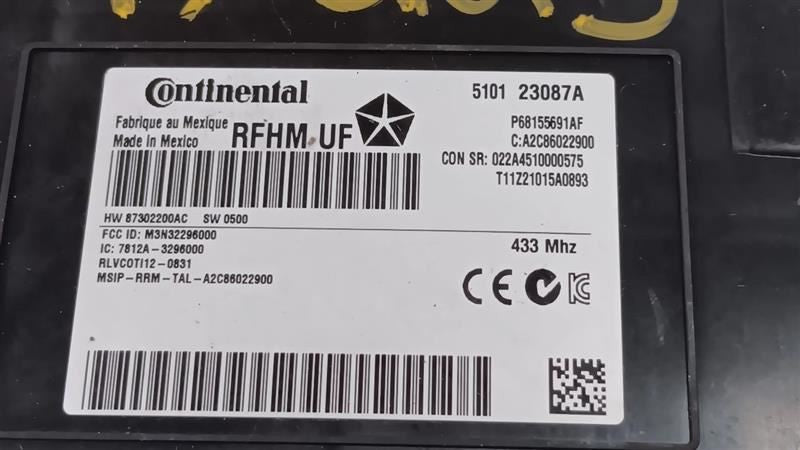 Continental
5101 23087A
Fabrique au Mexique
Made in Mexico
RFHM UF
P68155691AF
C:A2C86022900
CON SR: 022A4510000575
T11Z21015A0893
HW 87302200AC SW 0500
FCC ID: M3N32296000
IC: 7812A-3296000
RLVCOTI12-0831
MSIP-RRM-TAL-A2C86022900
433 Mhz
CE